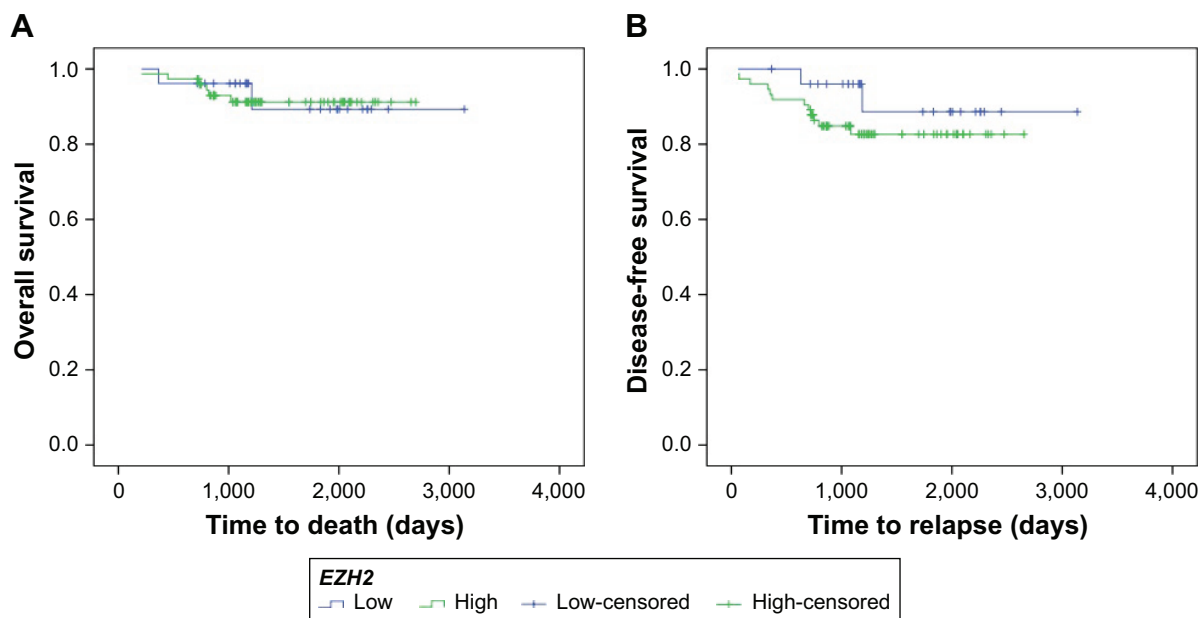 A
Overall survival
1.0
0.8
0.6
0.4
0.2
0.0
0 1,000 2,000 3,000 4,000
Time to death (days)
B
Disease-free survival
1.0
0.8
0.6
0.4
0.2
0.0
0 1,000 2,000 3,000 4,000
Time to relapse (days)
EZH2
Low High Low-censored High-censored